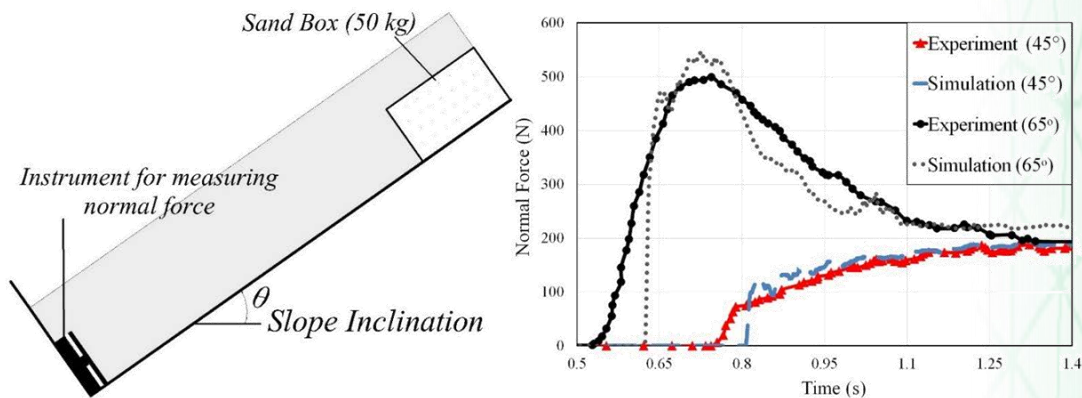 Sand Box (50 kg)
Instrument for measuring
normal force
θ
Slope Inclination
600
500
400
300
200
100
0
Normal Force (N)
0.5
0.65
0.8
0.95
1.1
1.25
1.4
Time (s)
Experiment (45°)
Simulation (45°)
Experiment (65°)
Simulation (65°)